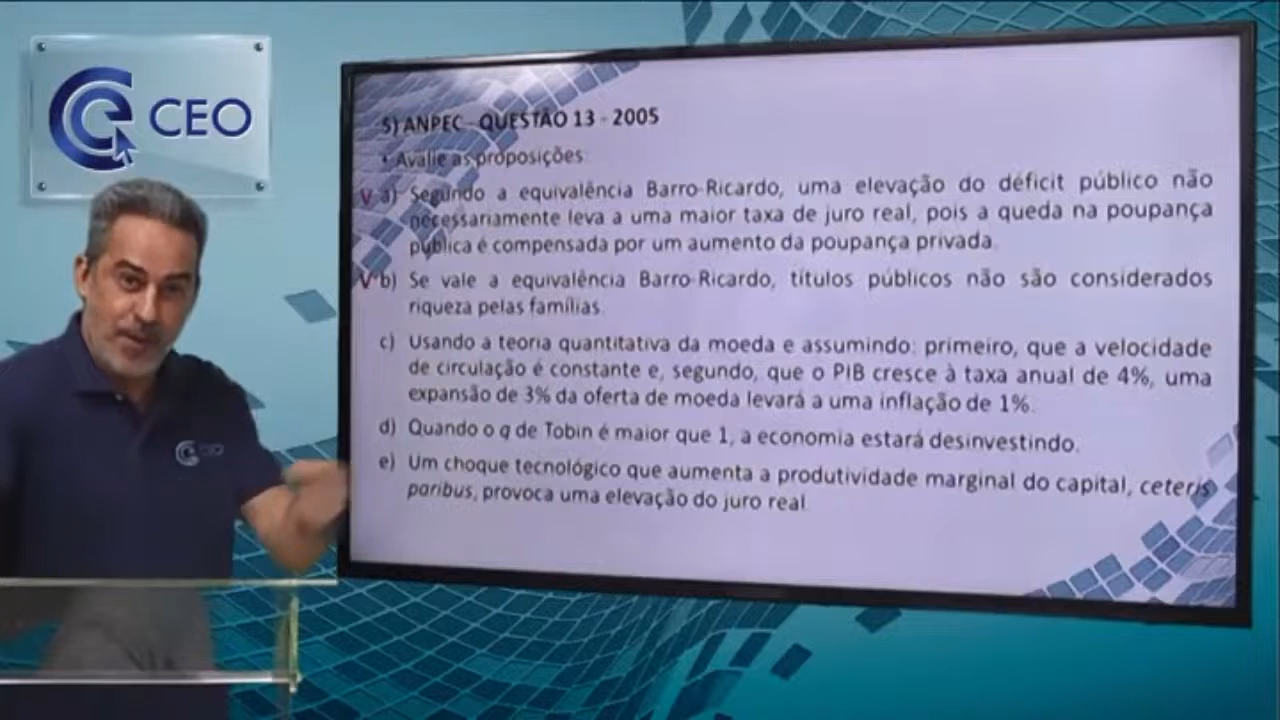 CEO
5) ANPEC - QUESTÃO 13 - 2005
• Avalie as proposições:
V a) Segundo a equivalência Barro-Ricardo, uma elevação do déficit público não
necessariamente leva a uma maior taxa de juro real, pois a queda na poupança
pública é compensada por um aumento da poupança privada.
V b) Se vale a equivalência Barro-Ricardo, títulos públicos não são considerados
riqueza pelas famílias.
c) Usando a teoria quantitativa da moeda e assumindo: primeiro, que a velocidade
de circulação é constante e, segundo, que o PIB cresce à taxa anual de 4%, uma
expansão de 3% da oferta de moeda levará a uma inflação de 1%.
d) Quando o q de Tobin é maior que 1, a economia estará desinvestindo.
e) Um choque tecnológico que aumenta a produtividade marginal do capital, ceteris
paribus, provoca uma elevação do juro real.
CEO